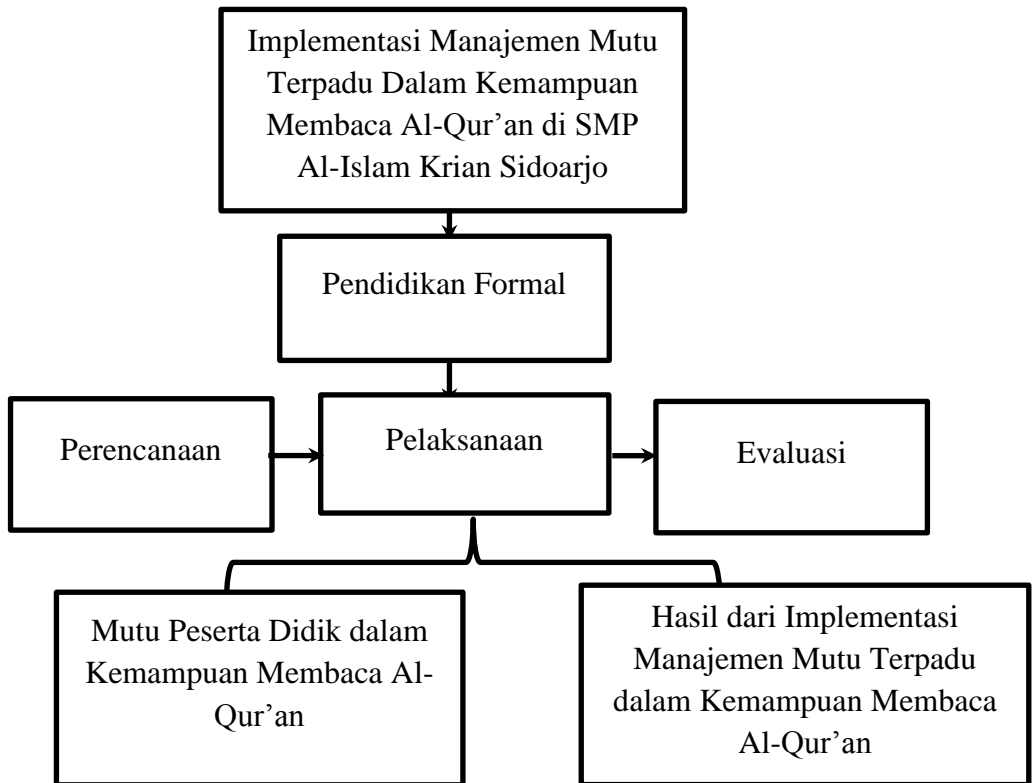 Implementasi Manajemen Mutu
Terpadu Dalam Kemampuan
Membaca Al-Qur’an di SMP
Al-Islam Krian Sidoarjo
Pendidikan Formal
Perencanaan
Pelaksanaan
Evaluasi
Mutu Peserta Didik dalam
Kemampuan Membaca Al-
Qur’an
Hasil dari Implementasi
Manajemen Mutu Terpadu
dalam Kemampuan Membaca
Al-Qur’an